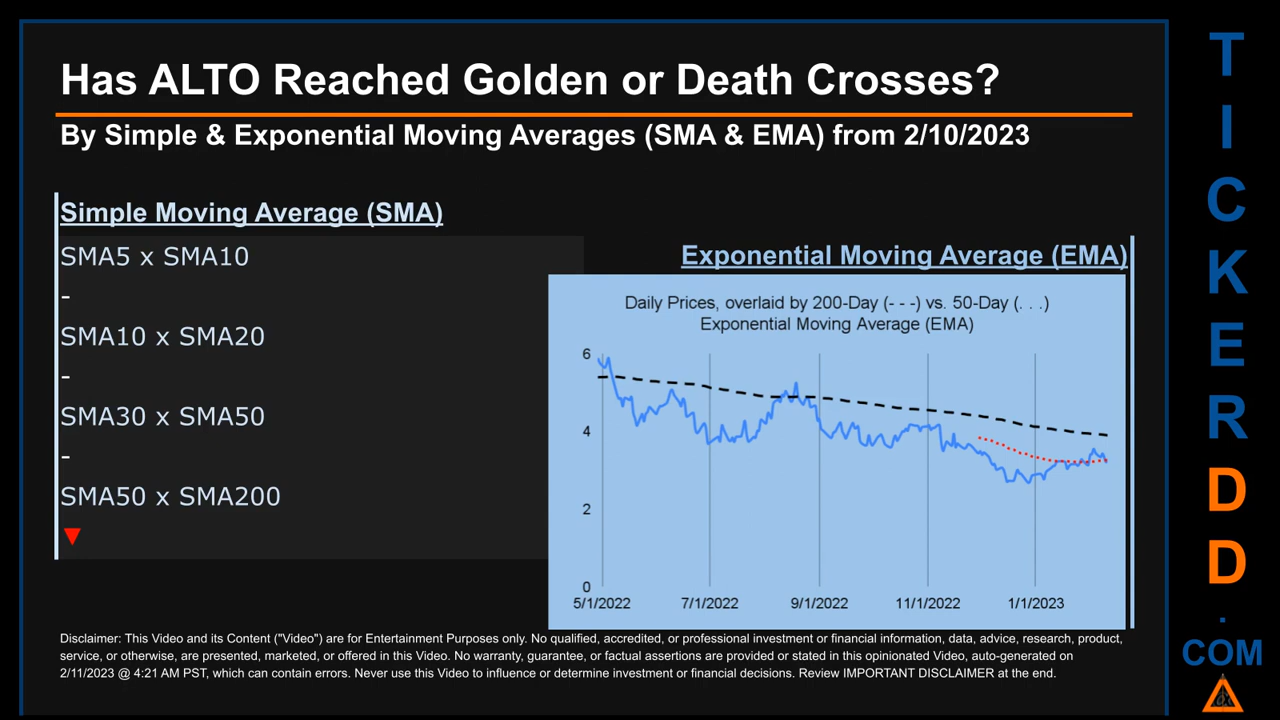 Has ALTO Reached Golden or Death Crosses?
By Simple & Exponential Moving Averages (SMA & EMA) from 2/10/2023
Simple Moving Average (SMA)
SMA5 x SMA10
-
SMA10 x SMA20
-
SMA30 x SMA50
-
SMA50 x SMA200
▼
Exponential Moving Average (EMA)
Daily Prices, overlaid by 200-Day (- - -) vs. 50-Day (. . .)
Exponential Moving Average (EMA)
6
4
2
0
5/1/2022 7/1/2022 9/1/2022 11/1/2022 1/1/2023
Disclaimer: This Video and its Content ("Video") are for Entertainment Purposes only. No qualified, accredited, or professional investment or financial information, data, advice, research, product,
service, or otherwise, are presented, marketed, or offered in this Video. No warranty, guarantee, or factual assertions are provided or stated in this opinionated Video, auto-generated on
2/11/2023 @ 4:21 AM PST, which can contain errors. Never use this Video to influence or determine investment or financial decisions. Review IMPORTANT DISCLAIMER at the end.
T
I
C
K
E
R
D
D
.
COM